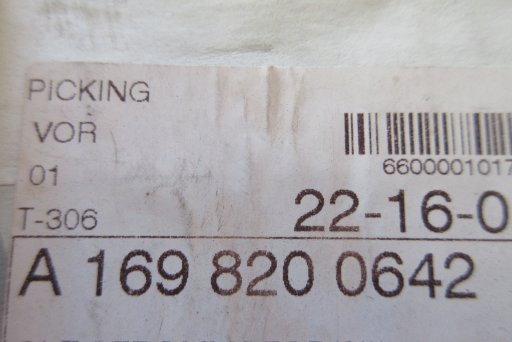 PICKING
VOR
6600001017
01
T-306
22-16-0
A 169 820 0642